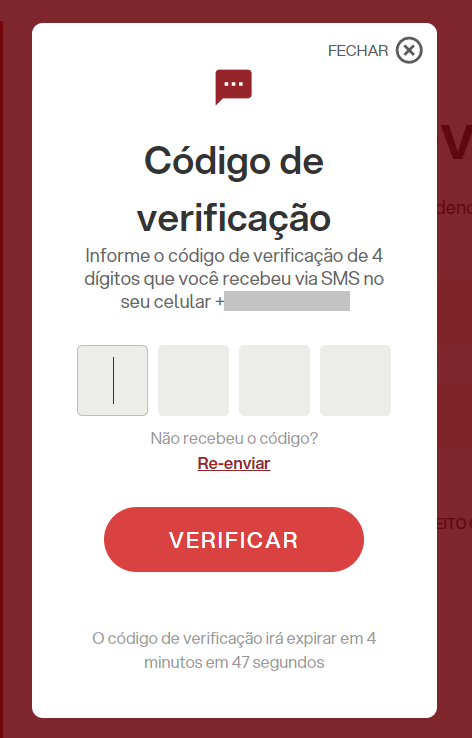 FECHAR
Código de
verificação
Informe o código de verificação de 4
dígitos que você recebeu via SMS no
seu celular +
Não recebeu o código?
Re-enviar
VERIFICAR
O código de verificação irá expirar em 4
minutos em 47 segundos